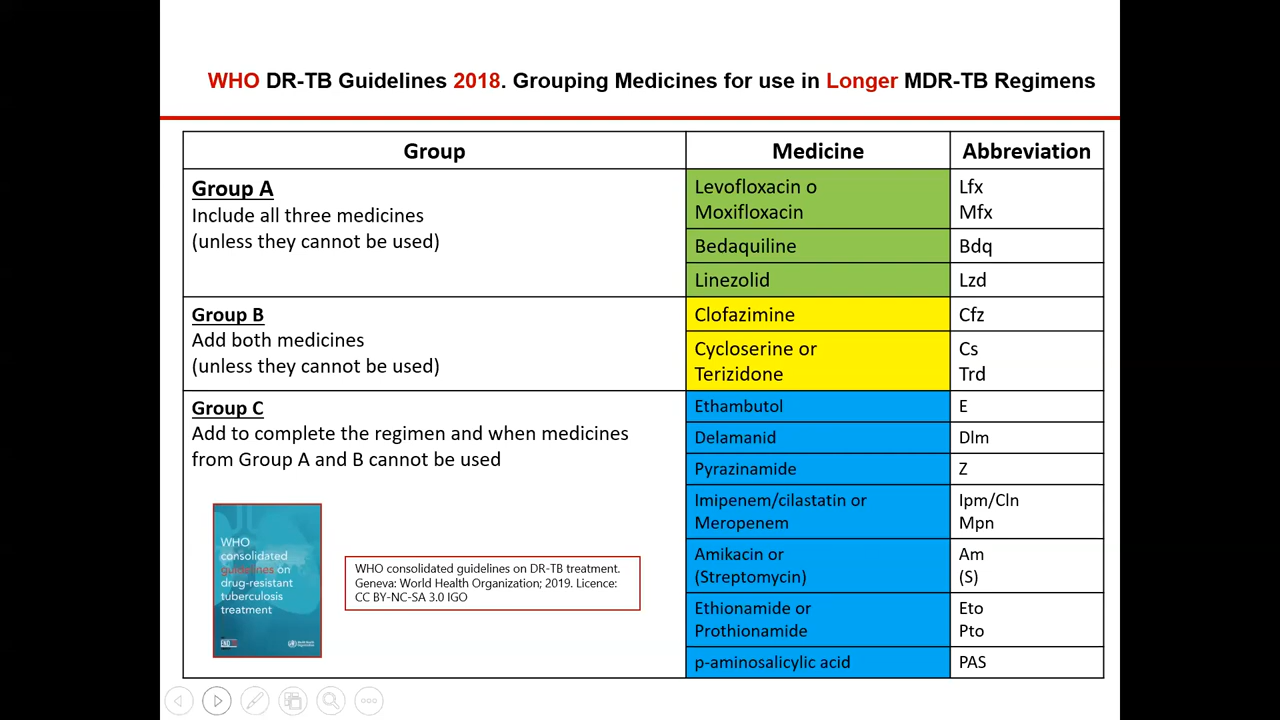 WHO DR-TB Guidelines 2018. Grouping Medicines for use in Longer MDR-TB Regimens
Group
Medicine
Abbreviation
Group A
Include all three medicines
(unless they cannot be used)
Levofloxacin o
Moxifloxacin
Lfx
Mfx
Bedaquiline
Bdq
Linezolid
Lzd
Group B
Add both medicines
(unless they cannot be used)
Clofazimine
Cfz
Cycloserine or
Terizidone
Cs
Trd
Group C
Add to complete the regimen and when medicines
from Group A and B cannot be used
Ethambutol
E
Delamanid
Dlm
Pyrazinamide
Z
Imipenem/cilastatin or
Meropenem
Ipm/Cln
Mpn
Amikacin or
(Streptomycin)
Am
(S)
Ethionamide or
Prothionamide
Eto
Pto
p-aminosalicylic acid
PAS
WHO
consolidated
guidelines on
drug-resistant
tuberculosis
treatment
END
WHO consolidated guidelines on DR-TB treatment.
Geneva: World Health Organization; 2019. Licence:
CC BY-NC-SA 3.0 IGO